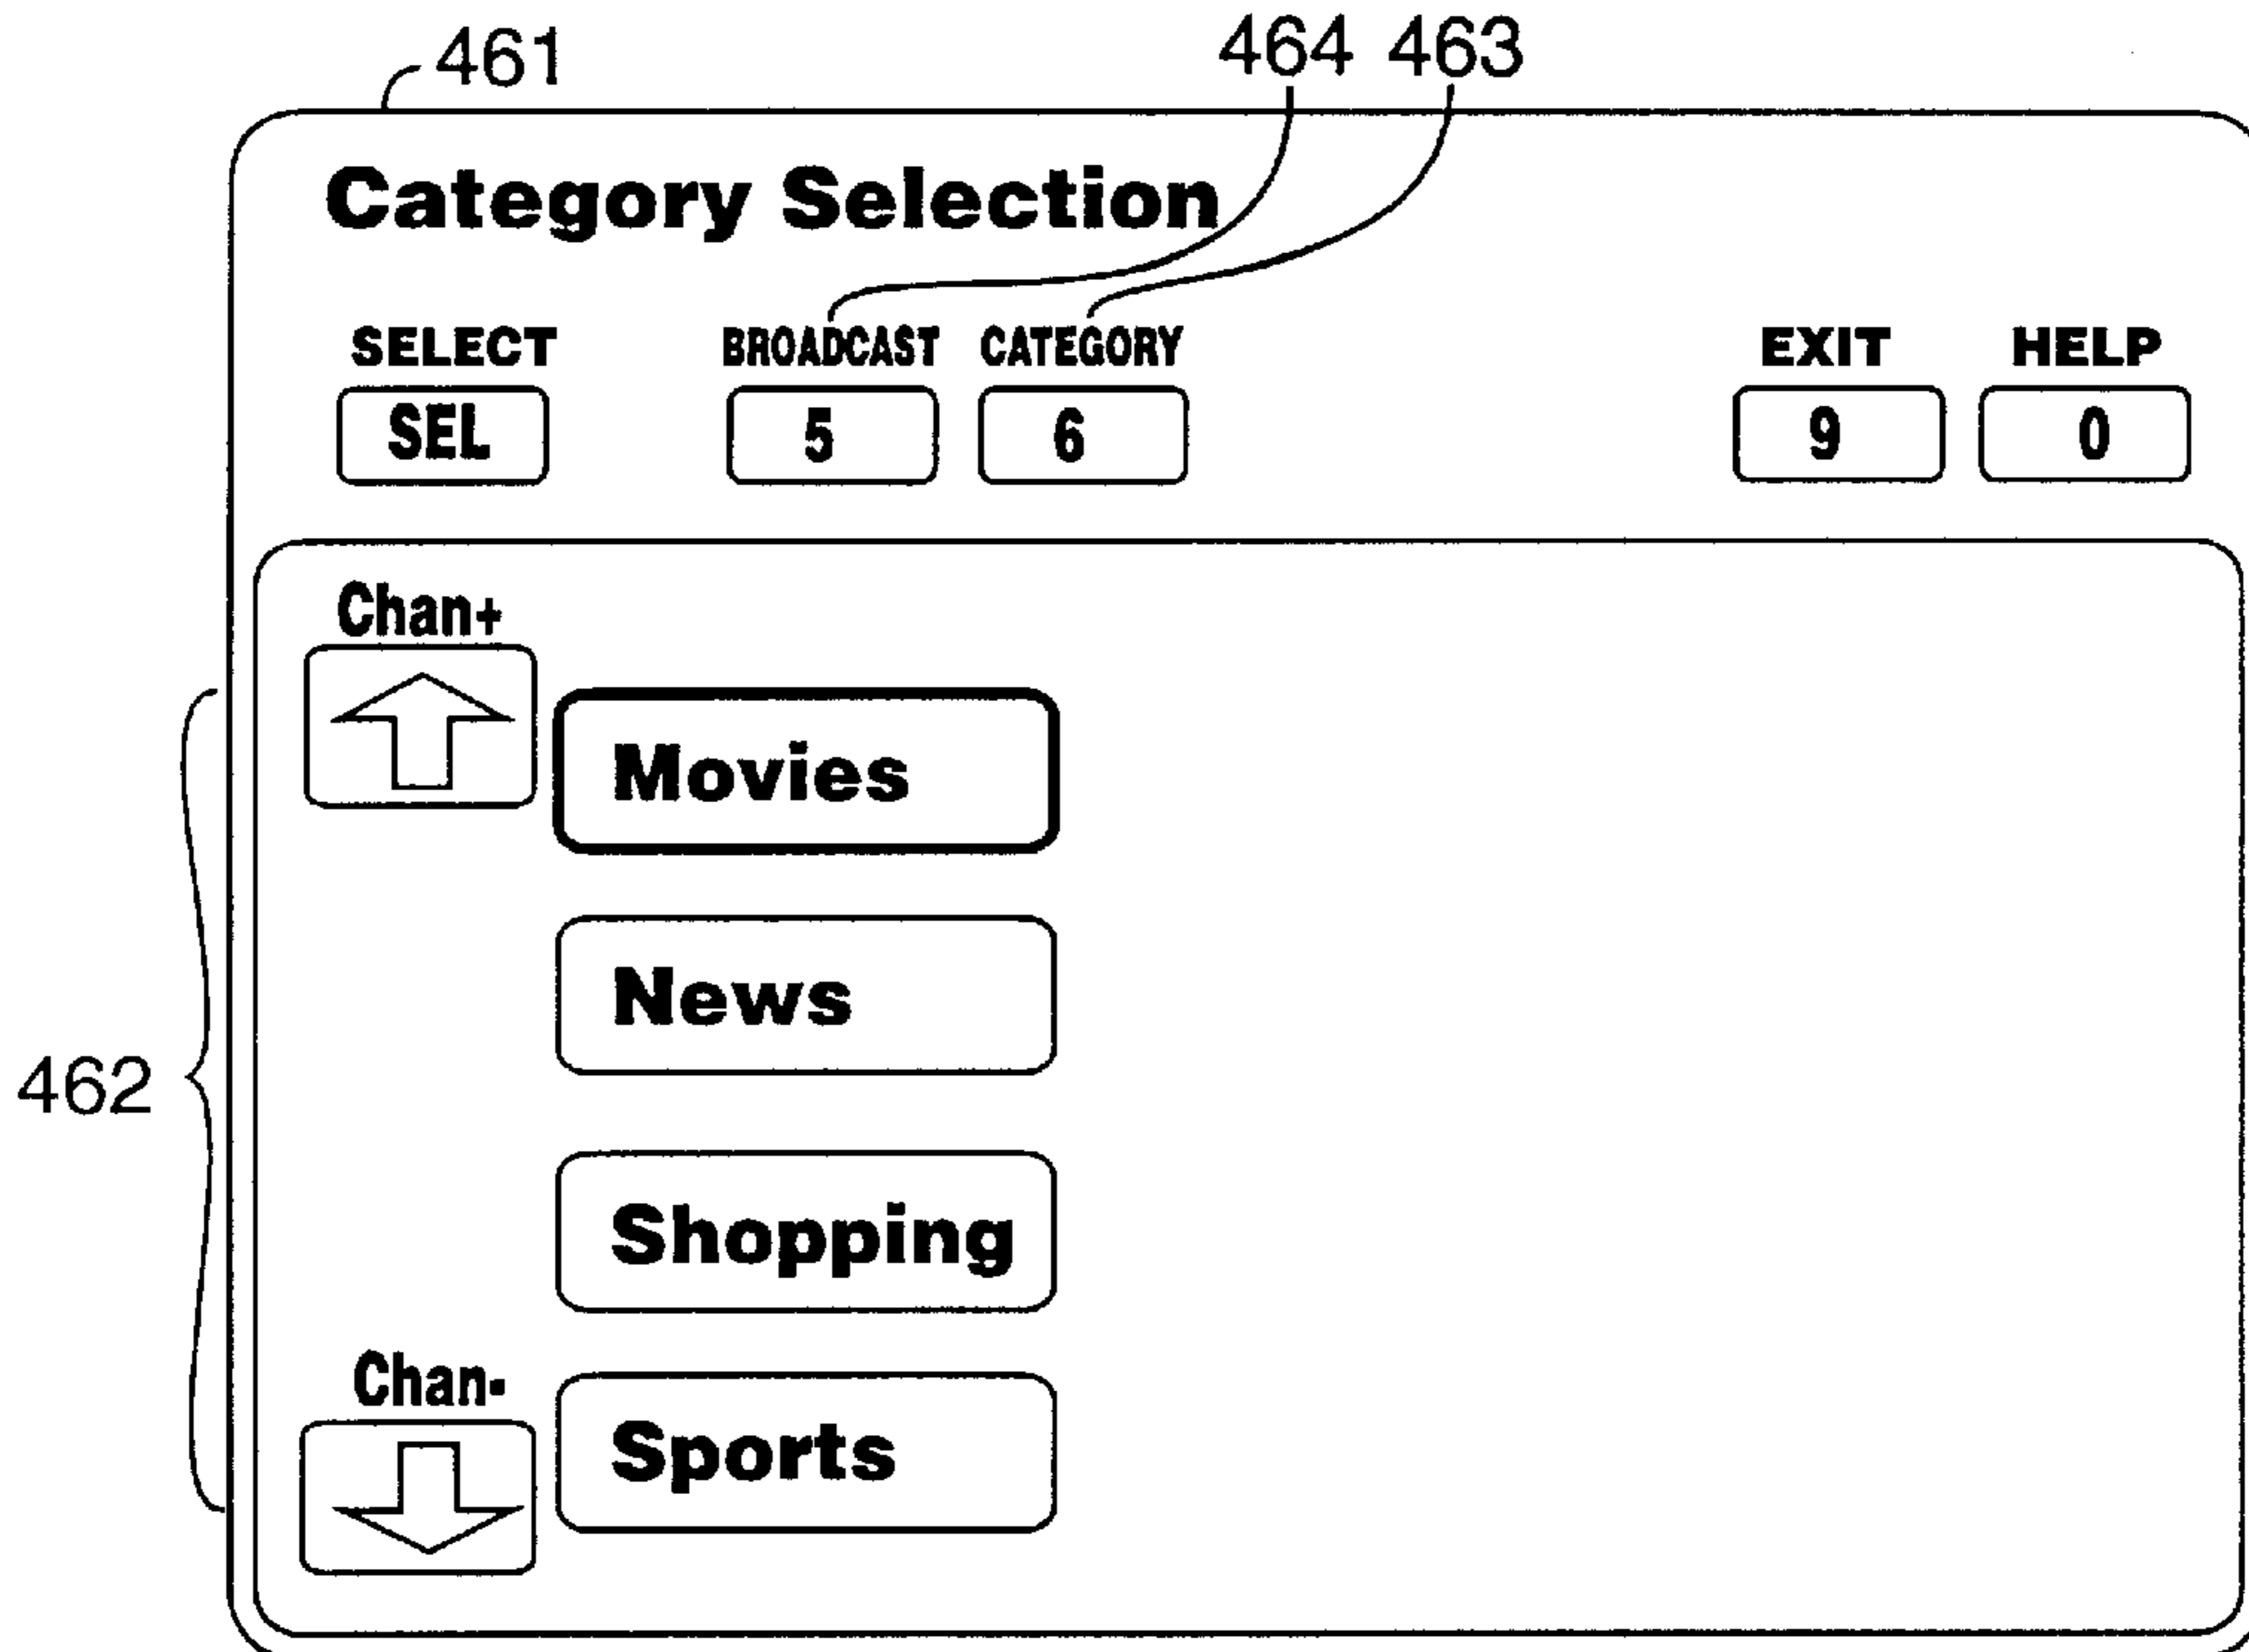 461
464 463
Category Selection
SELECT BROADCAST CATEGORY EXIT HELP
SEL 5 6 9 0
Chan+
Movies
News
462
Shopping
Chan-
Sports